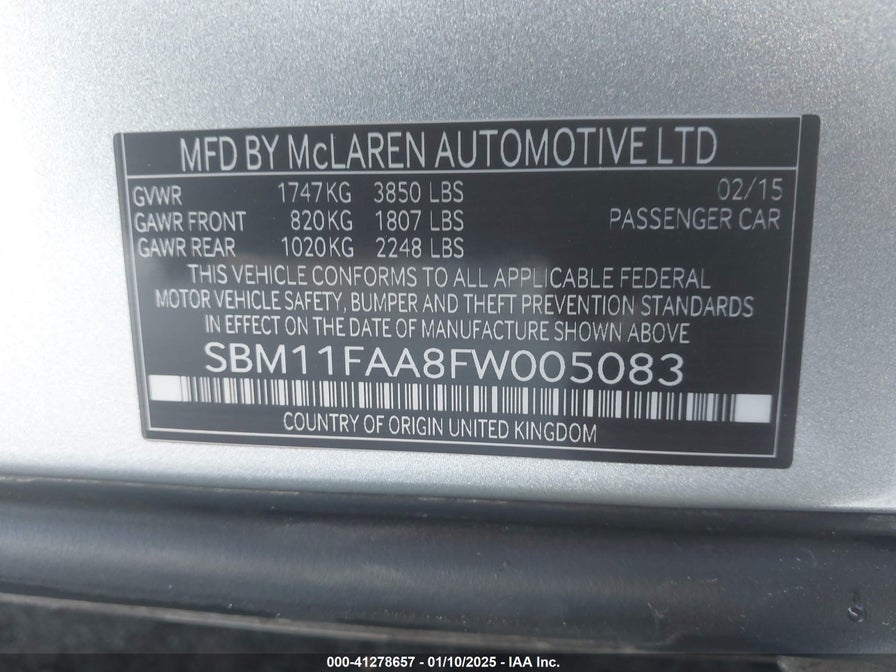 MFD BY McLAREN AUTOMOTIVE LTD
GVWR 1747KG 3850 LBS 02/15
GAWR FRONT 820KG 1807 LBS PASSENGER CAR
GAWR REAR 1020KG 2248 LBS
THIS VEHICLE CONFORMS TO ALL APPLICABLE FEDERAL
MOTOR VEHICLE SAFETY, BUMPER AND THEFT PREVENTION STANDARDS
IN EFFECT ON THE DATE OF MANUFACTURE SHOWN ABOVE
SBM11FAA8FW005083
COUNTRY OF ORIGIN UNITED KINGDOM
000-41278657 - 01/10/2025 - IAA Inc.